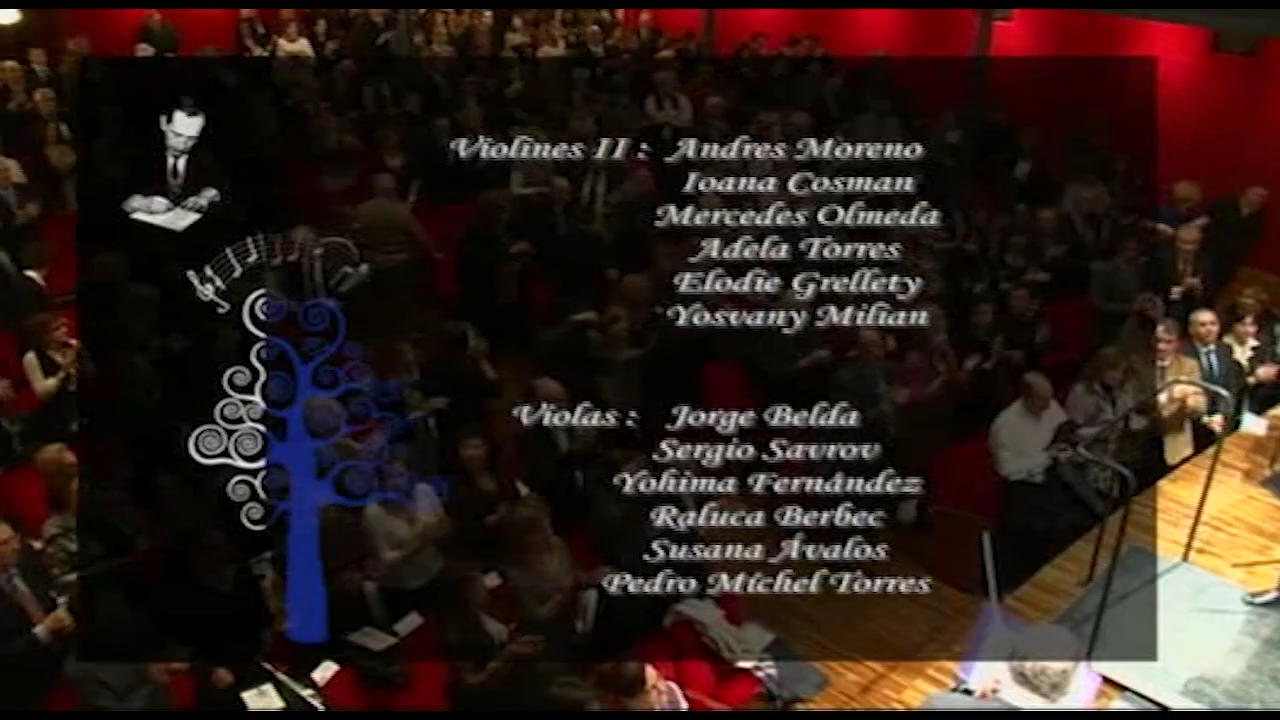 Violines II : Andres Moreno
Ioana Cosman
Mercedes Olmeda
Adela Torres
Elodie Grellety
Yosvany Milian
Violas : Jorge Belda
Sergio Savrov
Yohima Fernández
Raluca Berbec
Susana Ávalos
Pedro Michel Torres